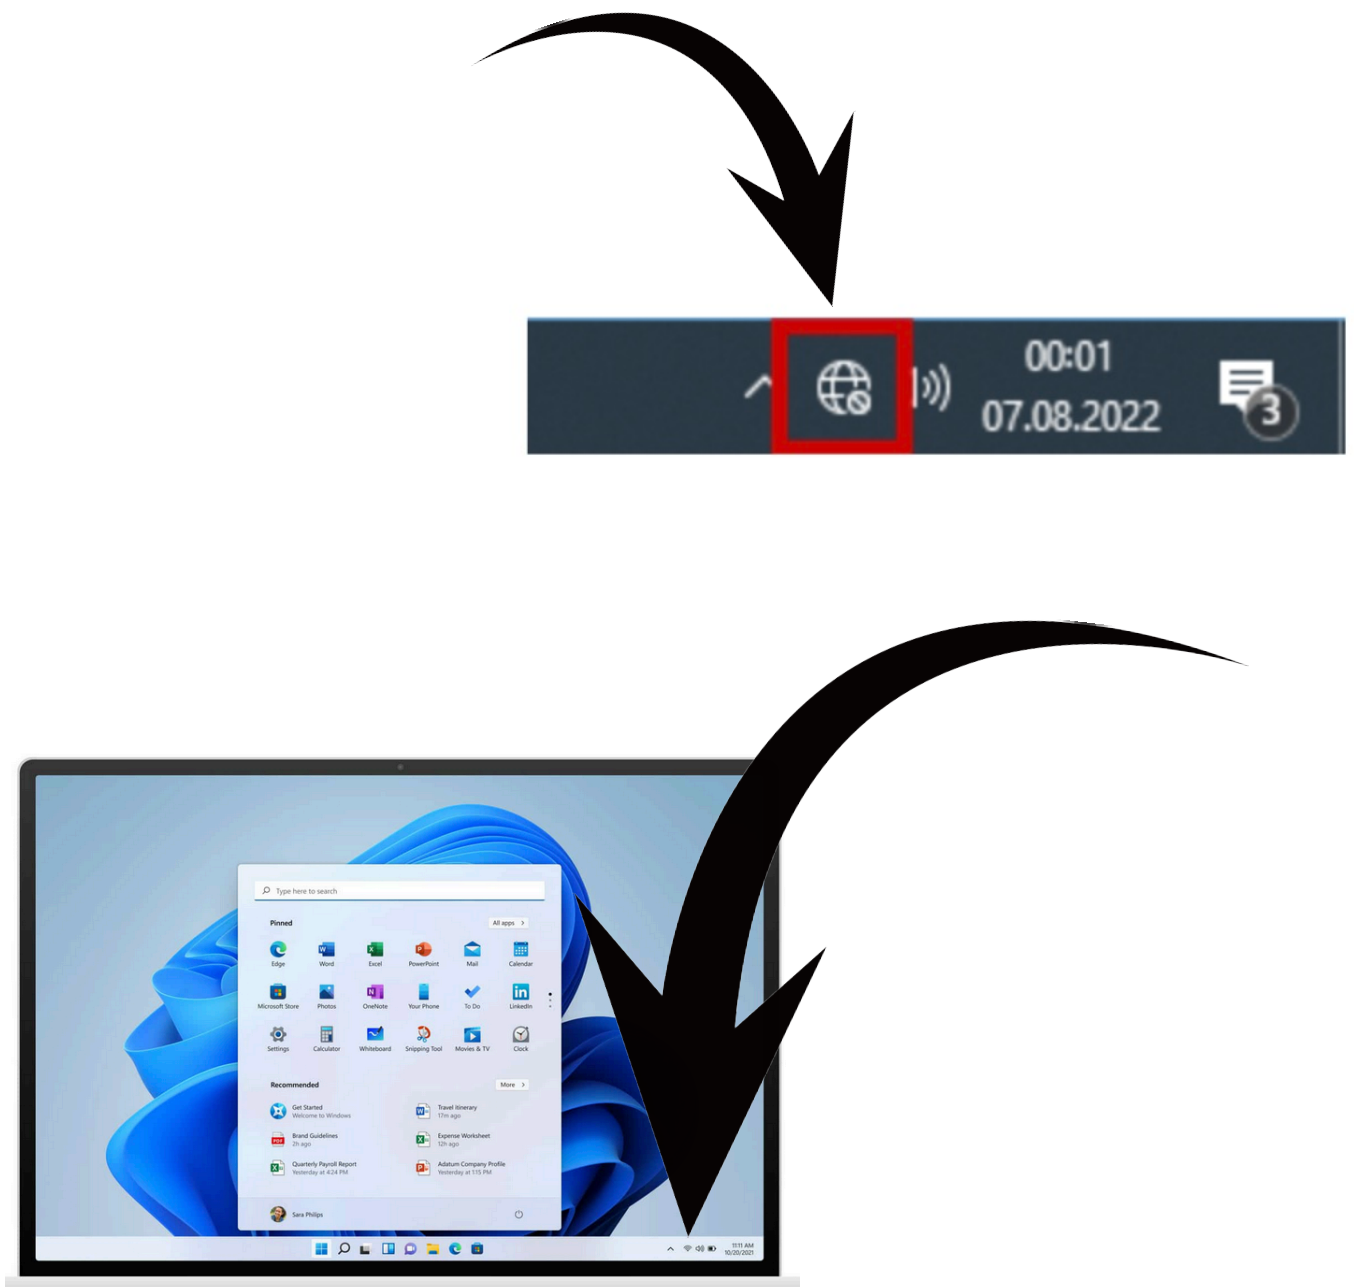 00:01
07.08.2022
3
Type here to search
Pinned
All apps >
Edge
Word
Excel
PowerPoint
Mail
Calendar
Microsoft Store
Photos
OneNote
Your Phone
To Do
LinkedIn
Settings
Calculator
Whiteboard
Snipping Tool
Movies & TV
Clock
Recommended
More >
Get Started
Welcome to Windows
Travel Itinerary
17m ago
Brand Guidelines
2h ago
Expense Worksheet
12h ago
Quarterly Payroll Report
Yesterday at 4:24 PM
Adatum Company Profile
Yesterday at 1:15 PM
Sara Philips
11:11 AM
10/20/2021